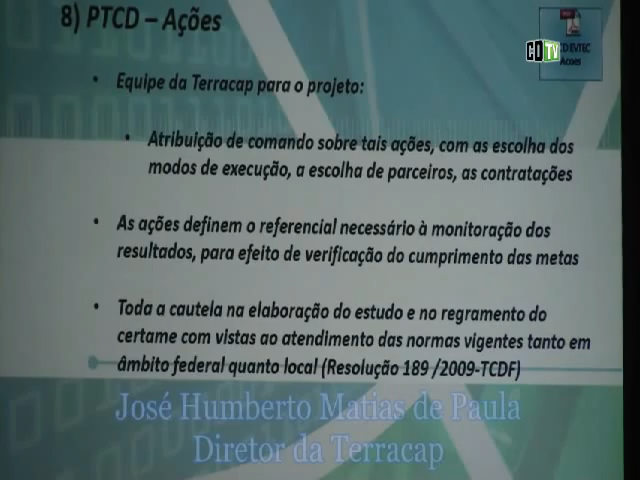 8) PTCD – Ações
CDTV
CD EVTEC
Acoes
• Equipe da Terracap para o projeto:
• Atribuição de comando sobre tais ações, com as escolha dos
modos de execução, a escolha de parceiros, as contratações
• As ações definem o referencial necessário à monitoração dos
resultados, para efeito de verificação do cumprimento das metas
• Toda a cautela na elaboração do estudo e no regramento do
certame com vistas ao atendimento das normas vigentes tanto em
âmbito federal quanto local (Resolução 189 /2009-TCDF)
José Humberto Matias de Paula
Diretor da Terracap